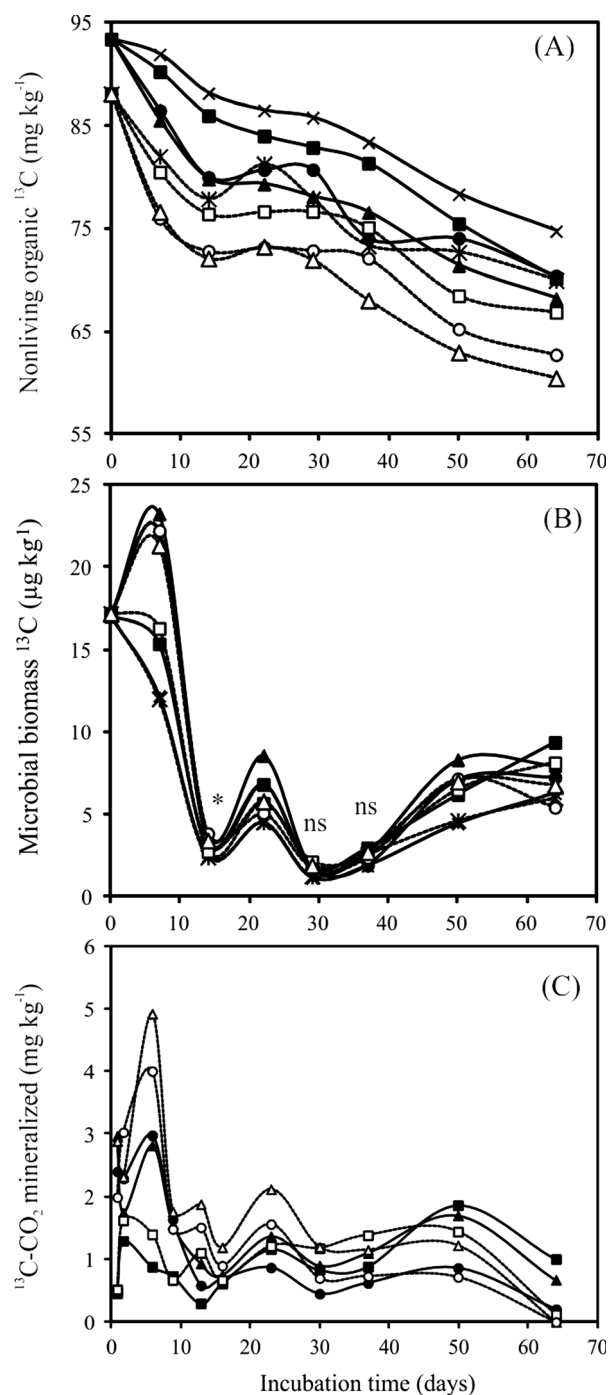 (A)
Nonliving organic ¹³C (mg kg⁻¹)
95
85
75
65
55
0 10 20 30 40 50 60 70
(B)
Microbial biomass ¹³C (µg kg⁻¹)
25
20
15
10
5
0
*
ns
ns
0 10 20 30 40 50 60 70
(C)
¹³C-CO₂ mineralized (mg kg⁻¹)
6
5
4
3
2
1
0
0 10 20 30 40 50 60 70
Incubation time (days)